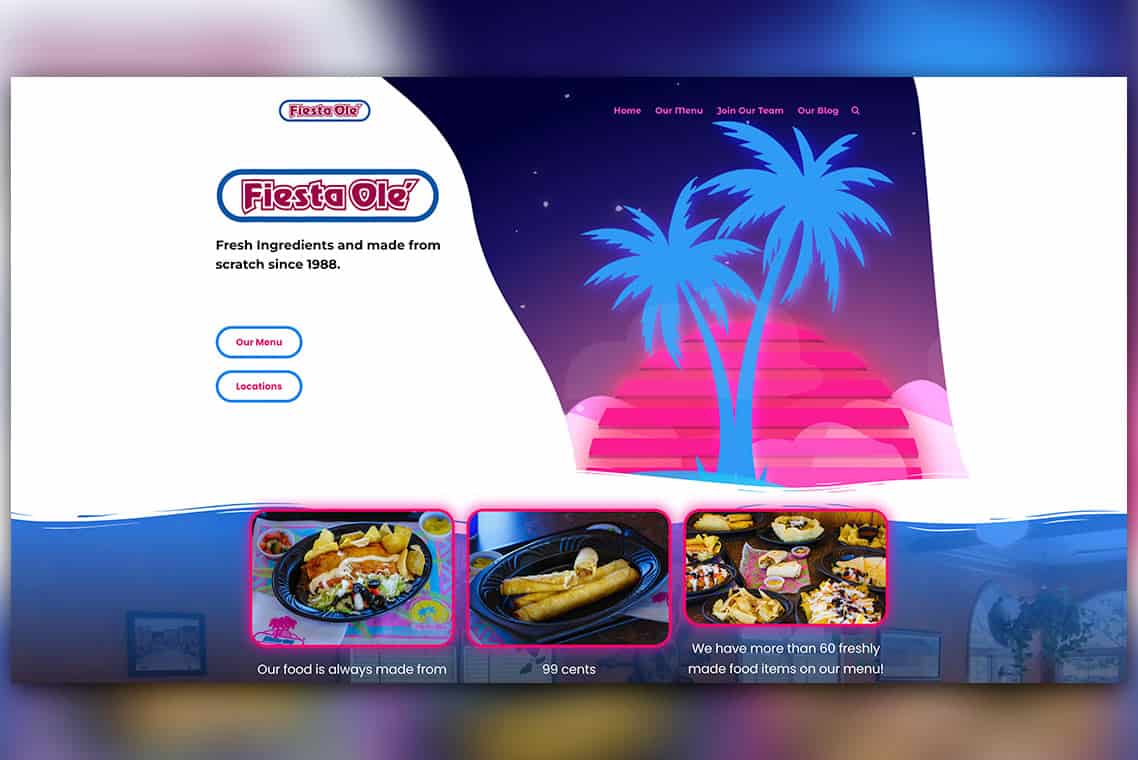 Fiesta Ole´
Home Our Menu Join Our Team Our Blog
Fiesta Ole´
Fresh Ingredients and made from
scratch since 1988.
Our Menu
Locations
Our food is always made from
99 cents
We have more than 60 freshly
made food items on our menu!